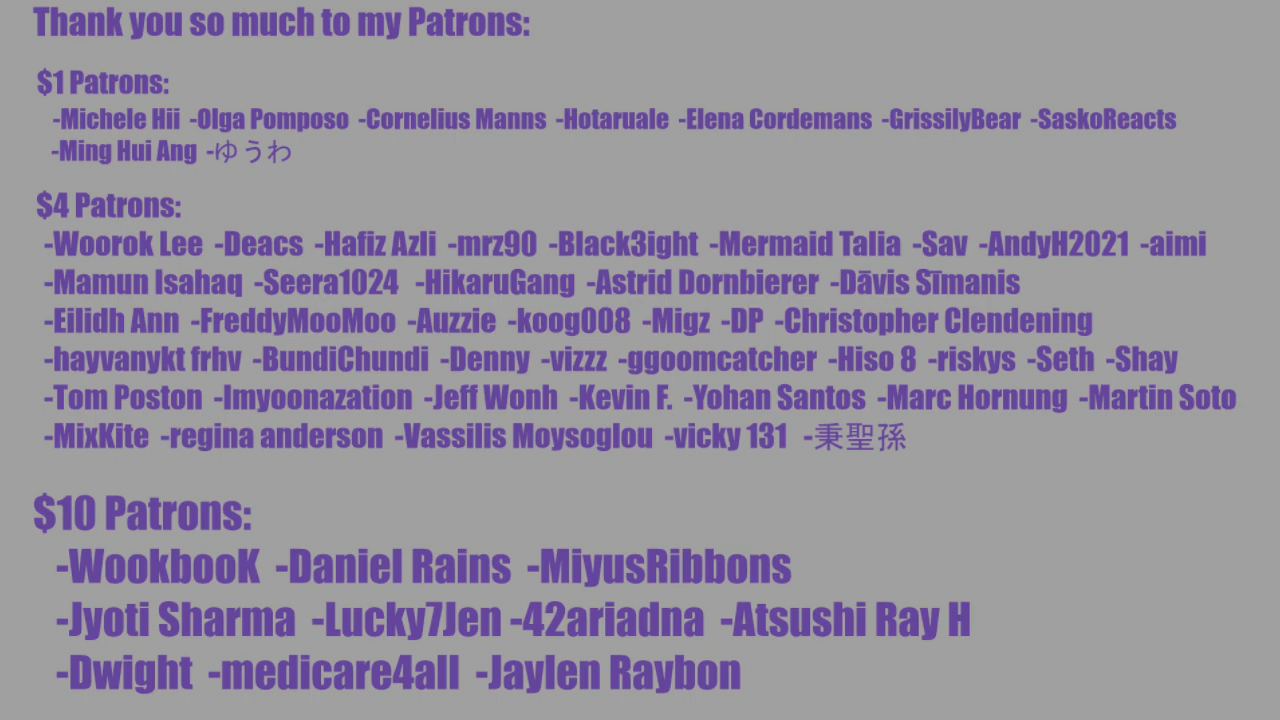 Thank you so much to my Patrons:
$1 Patrons:
-Michele Hii -Olga Pomposo -Cornelius Manns -Hotaruale -Elena Cordemans -GrissilyBear -SaskoReacts
-Ming Hui Ang -ゆうわ
$4 Patrons:
-Woorok Lee -Deacs -Hafiz Azli -mrz90 -Black3ight -Mermaid Talia -Sav -AndyH2021 -aimi
-Mamun Isahaq -Seera1024 -HikaruGang -Astrid Dornbierer -Dāvis Sīmanis
-Eilidh Ann -FreddyMooMoo -Auzzie -koog008 -Migz -DP -Christopher Clendening
-hayvanykt frhv -BundiChundi -Denny -vizzz -ggoomcatcher -Hiso 8 -riskys -Seth -Shay
-Tom Poston -Imyoonazation -Jeff Wonh -Kevin F. -Yohan Santos -Marc Hornung -Martin Soto
-MixKite -regina anderson -Vassilis Moysoglou -vicky 131 -秉聖孫
$10 Patrons:
-WookbooK -Daniel Rains -MiyusRibbons
-Jyoti Sharma -Lucky7Jen -42ariadna -Atsushi Ray H
-Dwight -medicare4all -Jaylen Raybon